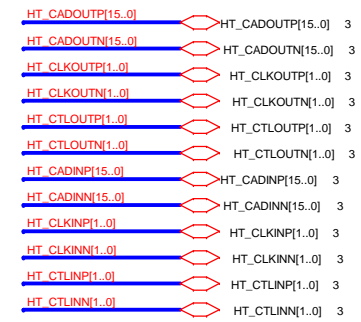 HT_CADOUTP[15..0] HT_CADOUTP[15..0] 3
HT_CADOUTN[15..0] HT_CADOUTN[15..0] 3
HT_CLKOUTP[1..0] HT_CLKOUTP[1..0] 3
HT_CLKOUTN[1..0] HT_CLKOUTN[1..0] 3
HT_CTLOUTP[1..0] HT_CTLOUTP[1..0] 3
HT_CTLOUTN[1..0] HT_CTLOUTN[1..0] 3
HT_CADINP[15..0] HT_CADINP[15..0] 3
HT_CADINN[15..0] HT_CADINN[15..0] 3
HT_CLKINP[1..0] HT_CLKINP[1..0] 3
HT_CLKINN[1..0] HT_CLKINN[1..0] 3
HT_CTLINP[1..0] HT_CTLINP[1..0] 3
HT_CTLINN[1..0] HT_CTLINN[1..0] 3